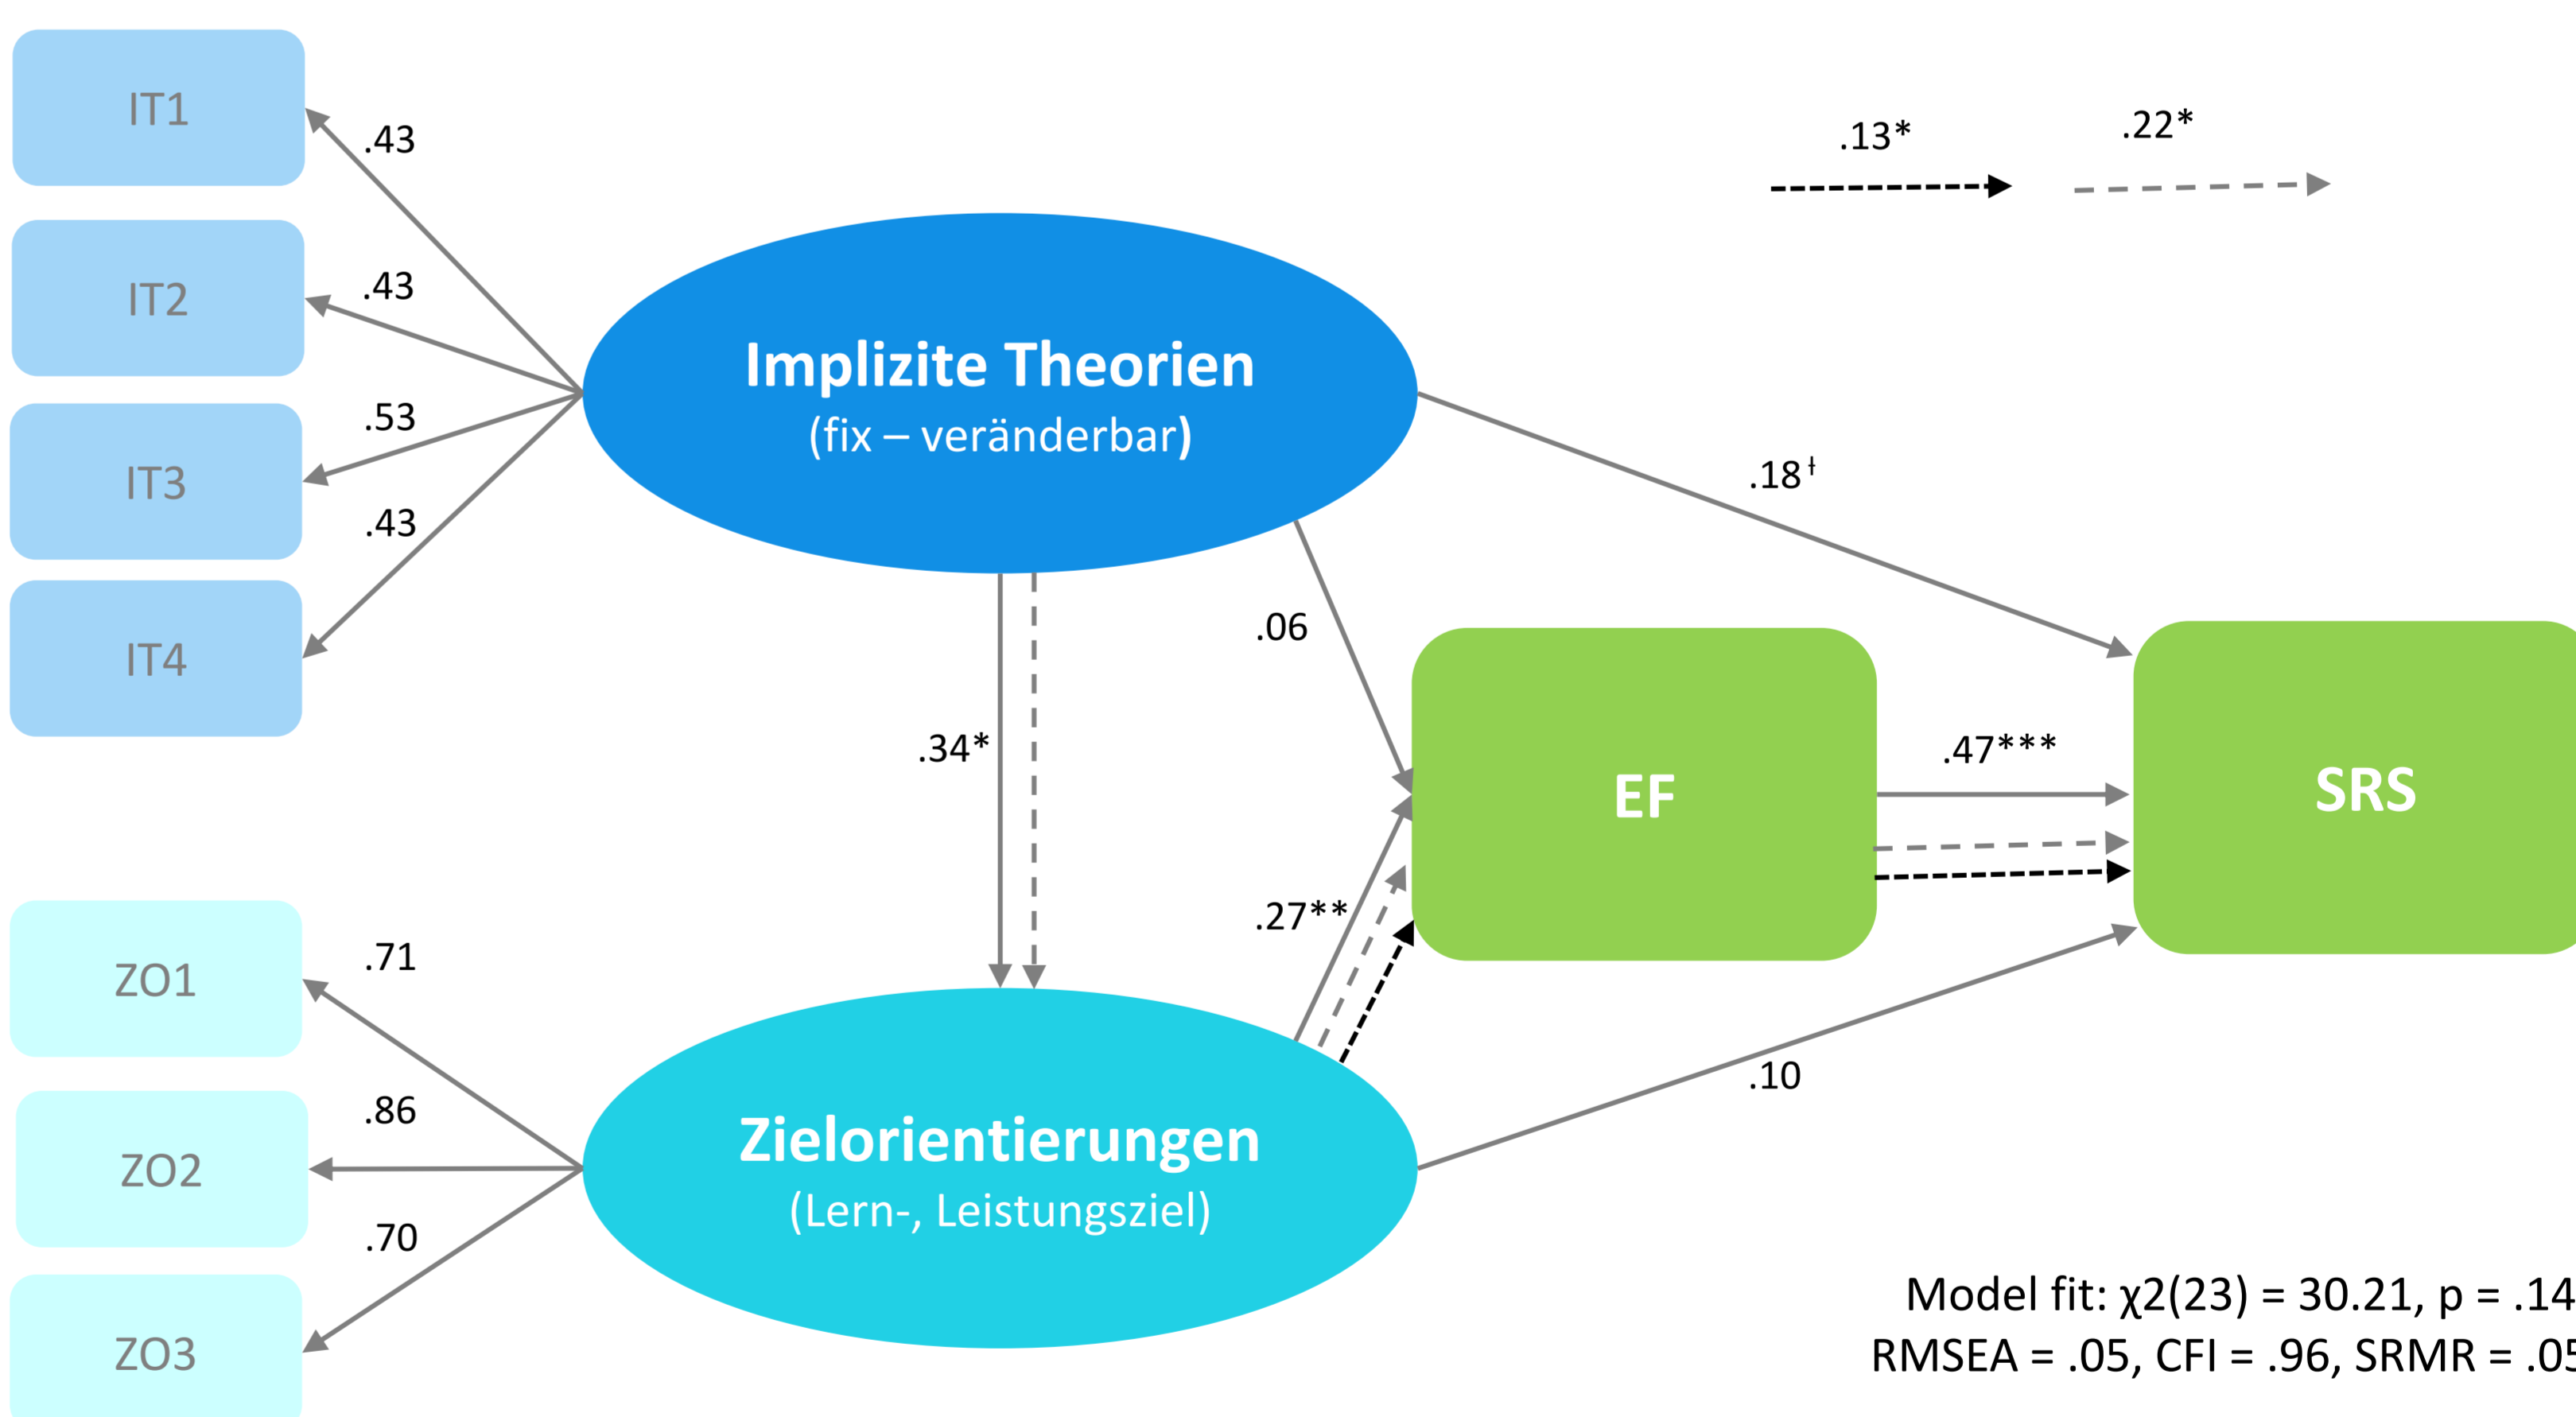 IT1
.43
IT2
.43
IT3
.53
IT4
.43
.13*
.22*
Implizite Theorien
(fix – veränderbar)
.18ƚ
.06
.34*
EF
.47***
SRS
.27**
ZO1
.71
ZO2
.86
ZO3
.70
Zielorientierungen
(Lern-, Leistungsziel)
.10
Model fit: χ2(23) = 30.21, p = .14
RMSEA = .05, CFI = .96, SRMR = .05